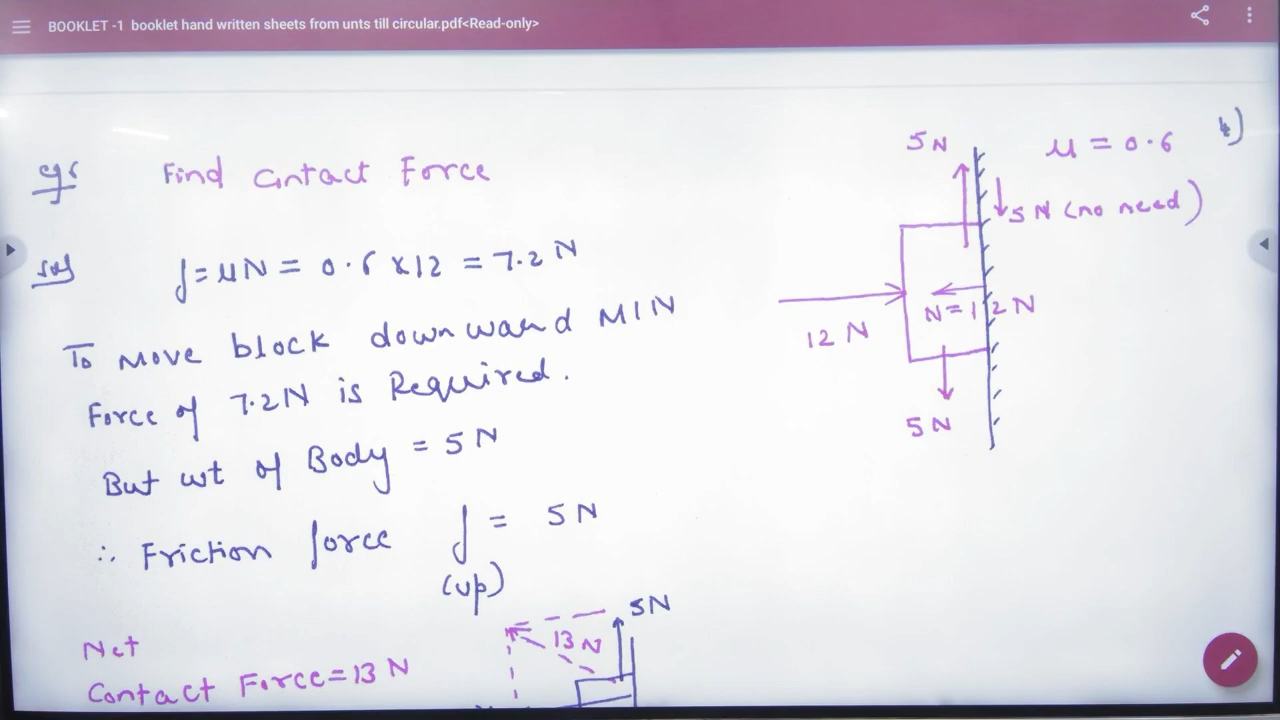 BOOKLET -1 booklet hand written sheets from unts till circular.pdf<Read-only>
eg:
Find Contact Force
Sol
f = μN = 0.6 x 12 = 7.2 N
To Move block downward MIN
Force of 7.2N is Required.
But wt of Body = 5 N
∴ Friction force f = 5N
(up)
Net
Contact Force = 13 N
5N
13 N
5 N
μ = 0.6
5N (no need)
12 N
N = 12 N
5 N